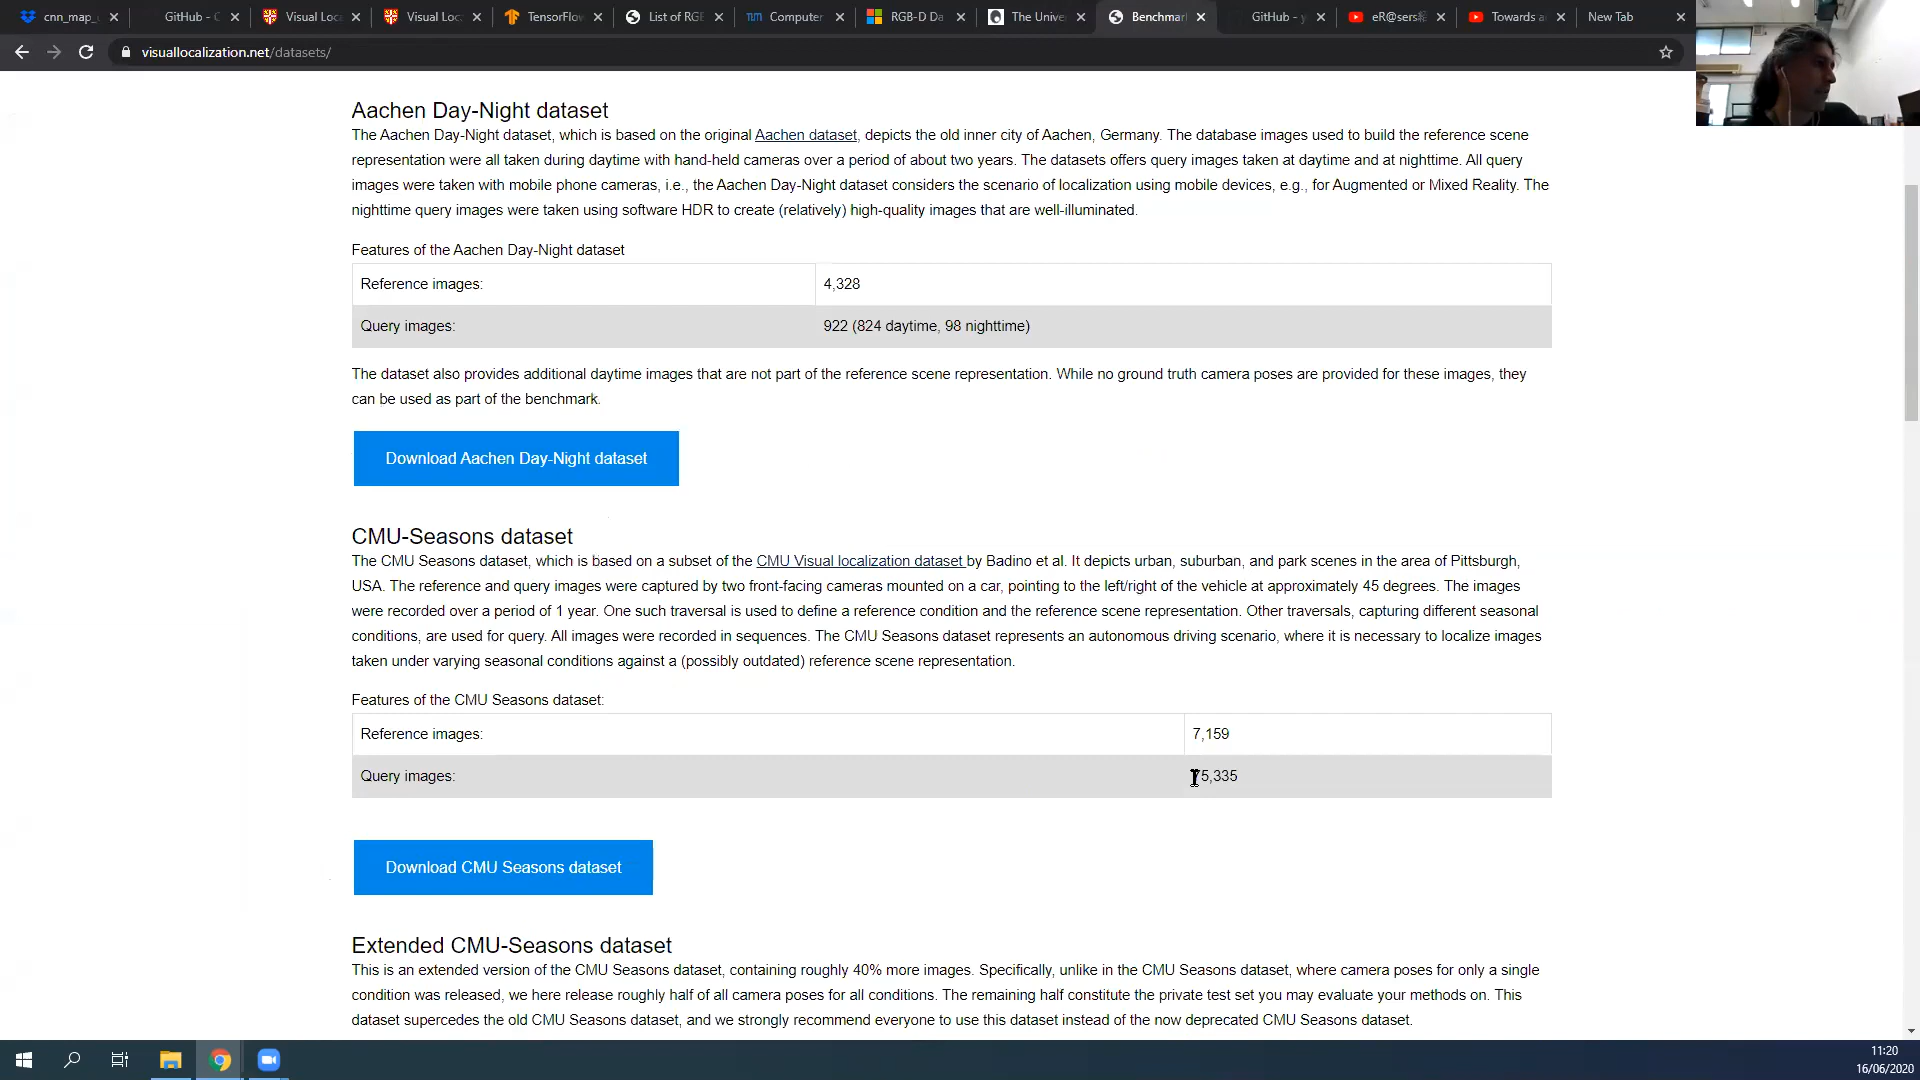 cnn_map_
GitHub - C
Visual Loc
Visual Loc
TensorFlow
List of RGB
Computer
RGB-D Da
The Unive
Benchmar
GitHub - y
eR@sers
Towards a
New Tab
visuallocalization.net/datasets/
Aachen Day-Night dataset
The Aachen Day-Night dataset, which is based on the original Aachen dataset, depicts the old inner city of Aachen, Germany. The database images used to build the reference scene
representation were all taken during daytime with hand-held cameras over a period of about two years. The datasets offers query images taken at daytime and at nighttime. All query
images were taken with mobile phone cameras, i.e., the Aachen Day-Night dataset considers the scenario of localization using mobile devices, e.g., for Augmented or Mixed Reality. The
nighttime query images were taken using software HDR to create (relatively) high-quality images that are well-illuminated.
Features of the Aachen Day-Night dataset
Reference images: 4,328
Query images: 922 (824 daytime, 98 nighttime)
The dataset also provides additional daytime images that are not part of the reference scene representation. While no ground truth camera poses are provided for these images, they
can be used as part of the benchmark.
Download Aachen Day-Night dataset
CMU-Seasons dataset
The CMU Seasons dataset, which is based on a subset of the CMU Visual localization dataset by Badino et al. It depicts urban, suburban, and park scenes in the area of Pittsburgh,
USA. The reference and query images were captured by two front-facing cameras mounted on a car, pointing to the left/right of the vehicle at approximately 45 degrees. The images
were recorded over a period of 1 year. One such traversal is used to define a reference condition and the reference scene representation. Other traversals, capturing different seasonal
conditions, are used for query. All images were recorded in sequences. The CMU Seasons dataset represents an autonomous driving scenario, where it is necessary to localize images
taken under varying seasonal conditions against a (possibly outdated) reference scene representation.
Features of the CMU Seasons dataset:
Reference images: 7,159
Query images: 75,335
Download CMU Seasons dataset
Extended CMU-Seasons dataset
This is an extended version of the CMU Seasons dataset, containing roughly 40% more images. Specifically, unlike in the CMU Seasons dataset, where camera poses for only a single
condition was released, we here release roughly half of all camera poses for all conditions. The remaining half constitute the private test set you may evaluate your methods on. This
dataset supercedes the old CMU Seasons dataset, and we strongly recommend everyone to use this dataset instead of the now deprecated CMU Seasons dataset.
11:20
16/06/2020